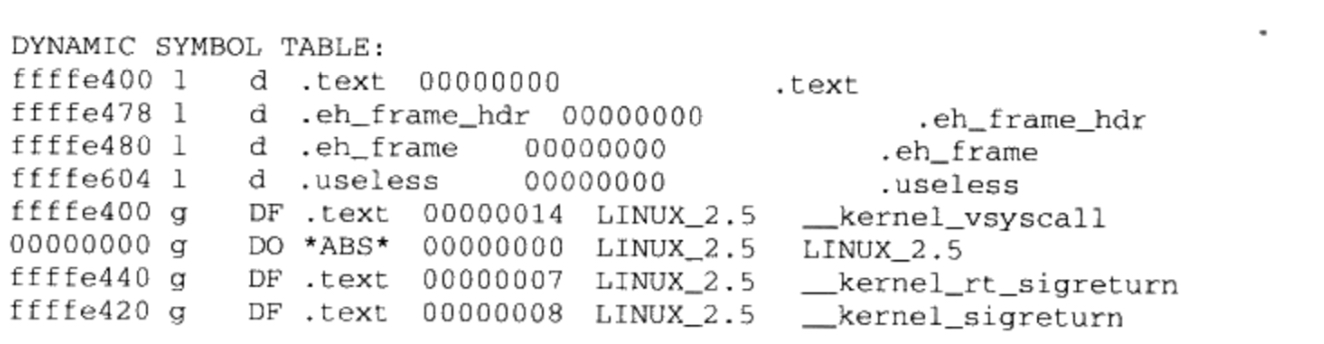 DYNAMIC SYMBOL TABLE:
ffffe400 l    d  .text  00000000              .text
ffffe478 l    d  .eh_frame_hdr  00000000              .eh_frame_hdr
ffffe480 l    d  .eh_frame    00000000              .eh_frame
ffffe604 l    d  .useless     00000000              .useless
ffffe400 g    DF .text  00000014  LINUX_2.5   __kernel_vsyscall
00000000 g    DO *ABS*  00000000  LINUX_2.5   LINUX_2.5
ffffe440 g    DF .text  00000007  LINUX_2.5   __kernel_rt_sigreturn
ffffe420 g    DF .text  00000008  LINUX_2.5   __kernel_sigreturn